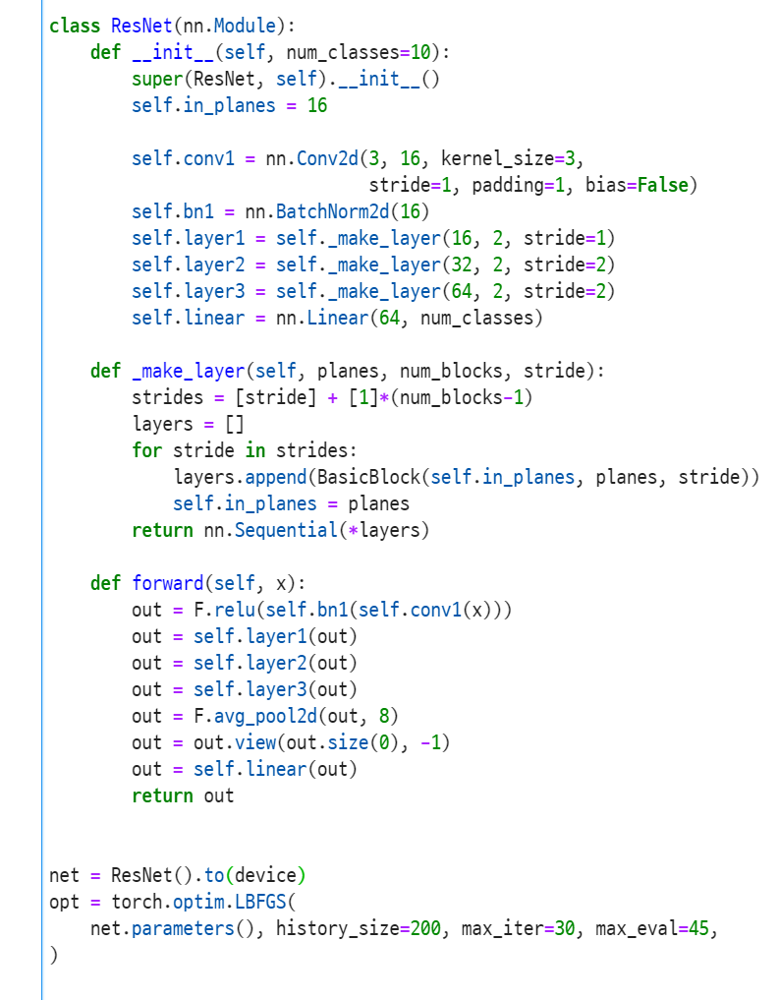 class ResNet(nn.Module):
    def __init__(self, num_classes=10):
        super(ResNet, self).__init__()
        self.in_planes = 16
        self.conv1 = nn.Conv2d(3, 16, kernel_size=3,
                               stride=1, padding=1, bias=False)
        self.bn1 = nn.BatchNorm2d(16)
        self.layer1 = self._make_layer(16, 2, stride=1)
        self.layer2 = self._make_layer(32, 2, stride=2)
        self.layer3 = self._make_layer(64, 2, stride=2)
        self.linear = nn.Linear(64, num_classes)
    def _make_layer(self, planes, num_blocks, stride):
        strides = [stride] + [1]*(num_blocks-1)
        layers = []
        for stride in strides:
            layers.append(BasicBlock(self.in_planes, planes, stride))
            self.in_planes = planes
        return nn.Sequential(*layers)
    def forward(self, x):
        out = F.relu(self.bn1(self.conv1(x)))
        out = self.layer1(out)
        out = self.layer2(out)
        out = self.layer3(out)
        out = F.avg_pool2d(out, 8)
        out = out.view(out.size(0), -1)
        out = self.linear(out)
        return out
net = ResNet().to(device)
opt = torch.optim.LBFGS(
    net.parameters(), history_size=200, max_iter=30, max_eval=45,
)